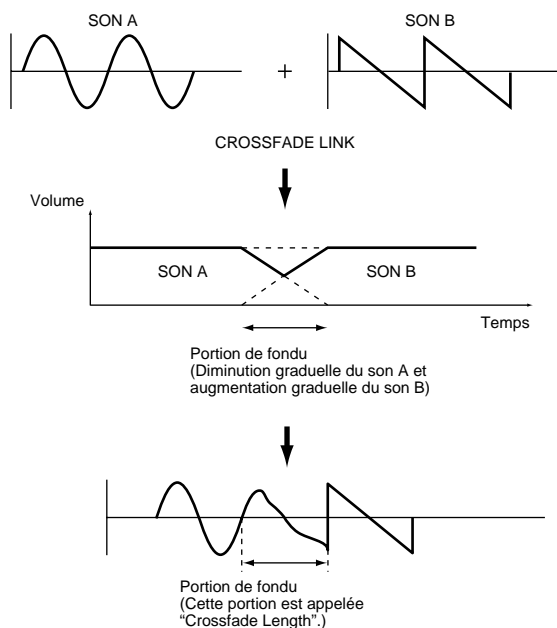 SON A
SON B
+
CROSSFADE LINK
Volume
SON A
SON B
Temps
Portion de fondu
(Diminution graduelle du son A et
augmentation graduelle du son B)
Portion de fondu
(Cette portion est appelée
“Crossfade Length”.)